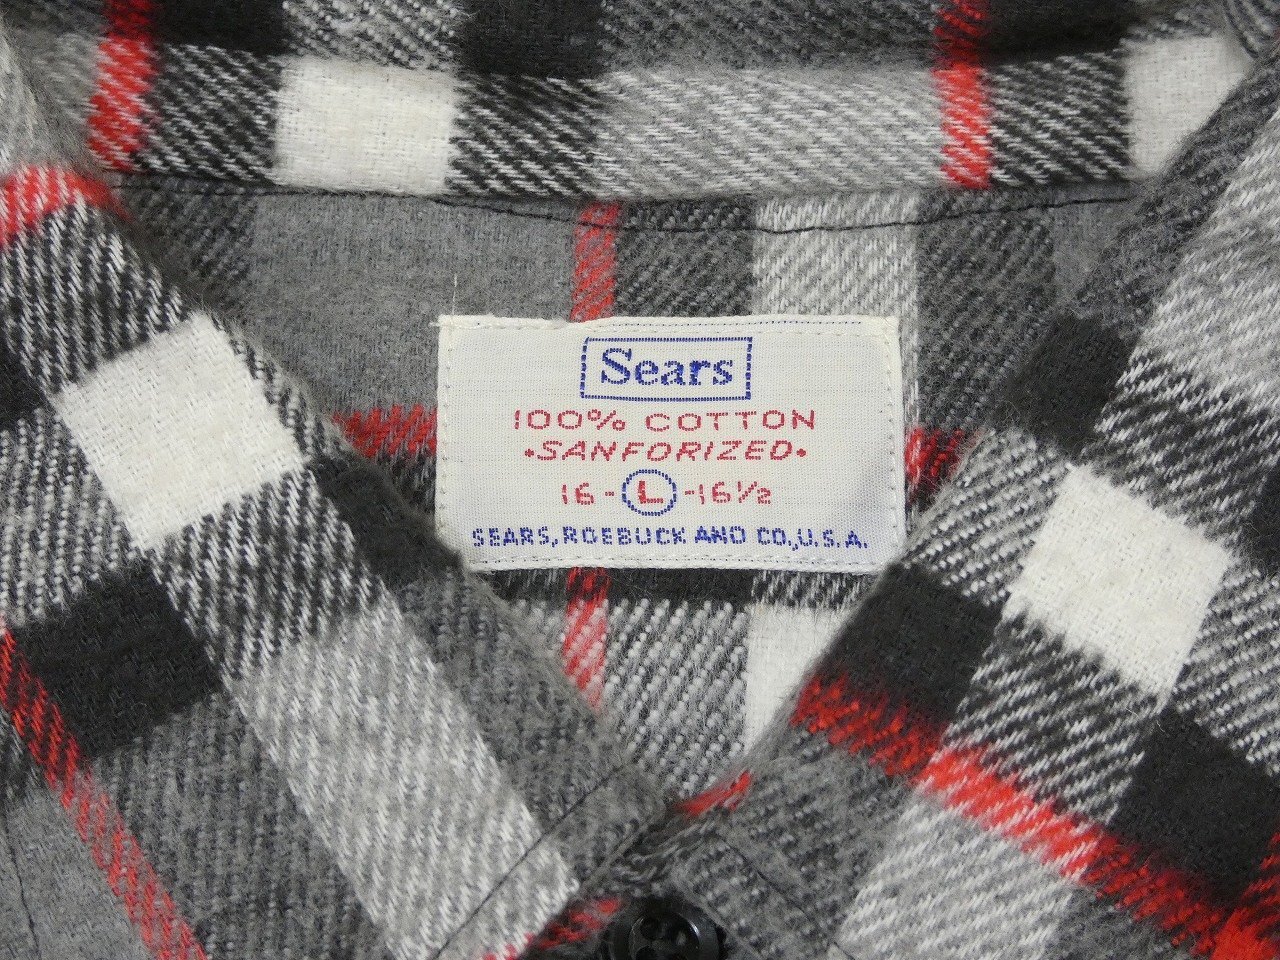 Sears
100% COTTON
•SANFORIZED•
16-L-16½
SEARS, ROEBUCK AND CO., U.S.A.